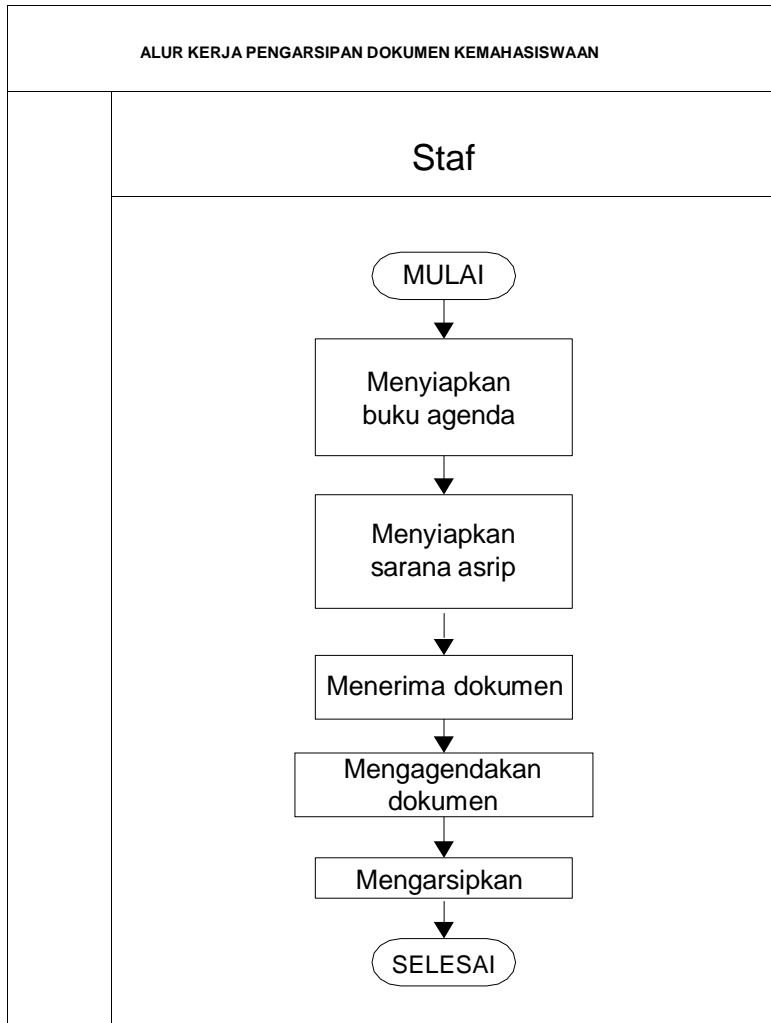 ALUR KERJA PENGARSIPAN DOKUMEN KEMAHASISWAAN
Staf
MULAI
Menyiapkan
buku agenda
Menyiapkan
sarana asrip
Menerima dokumen
Mengagendakan
dokumen
Mengarsipkan
SELESAI